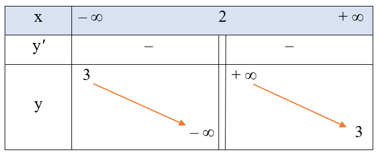 x − ∞ 2 + ∞
y′ − −
3 + ∞
y
− ∞ 3